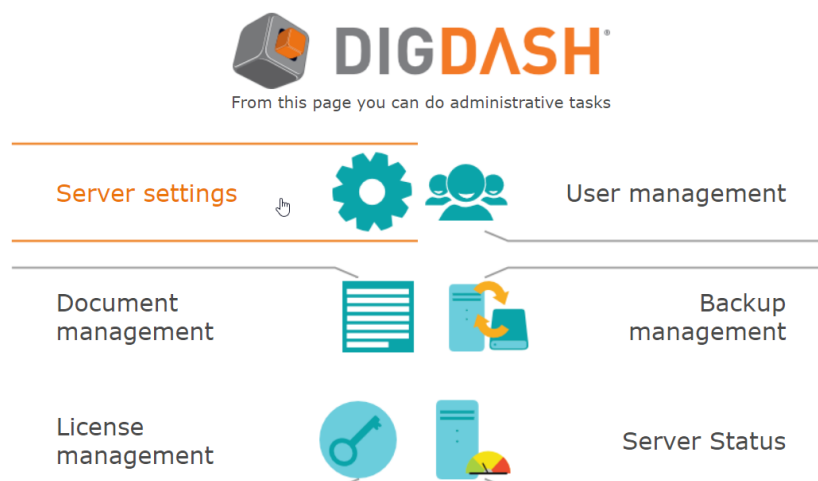 DIGDASH®
From this page you can do administrative tasks
Server settings
User management
Document
management
Backup
management
License
management
Server Status